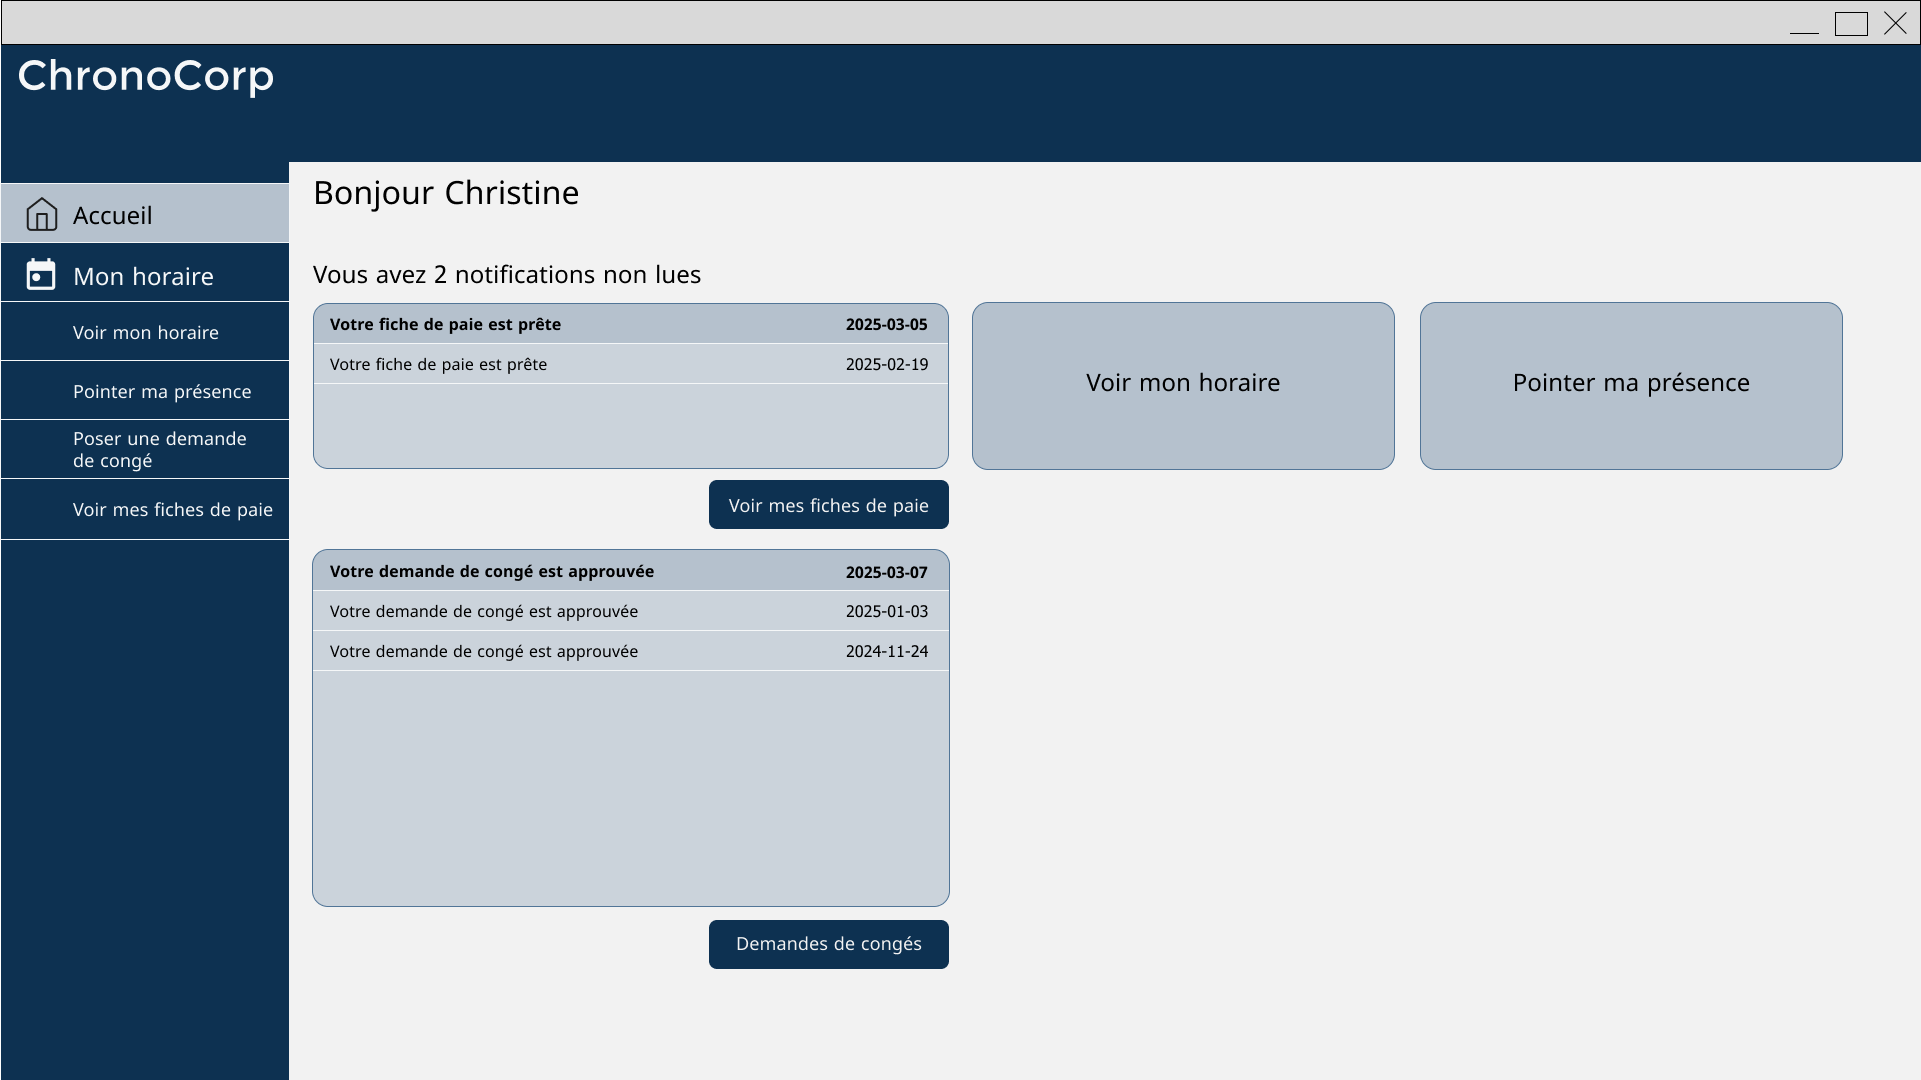 ChronoCorp
Accueil
Mon horaire
Voir mon horaire
Pointer ma présence
Poser une demande
de congé
Voir mes fiches de paie
Bonjour Christine
Vous avez 2 notifications non lues
Votre fiche de paie est prête 2025-03-05
Votre fiche de paie est prête 2025-02-19
Voir mes fiches de paie
Votre demande de congé est approuvée 2025-03-07
Votre demande de congé est approuvée 2025-01-03
Votre demande de congé est approuvée 2024-11-24
Demandes de congés
Voir mon horaire
Pointer ma présence